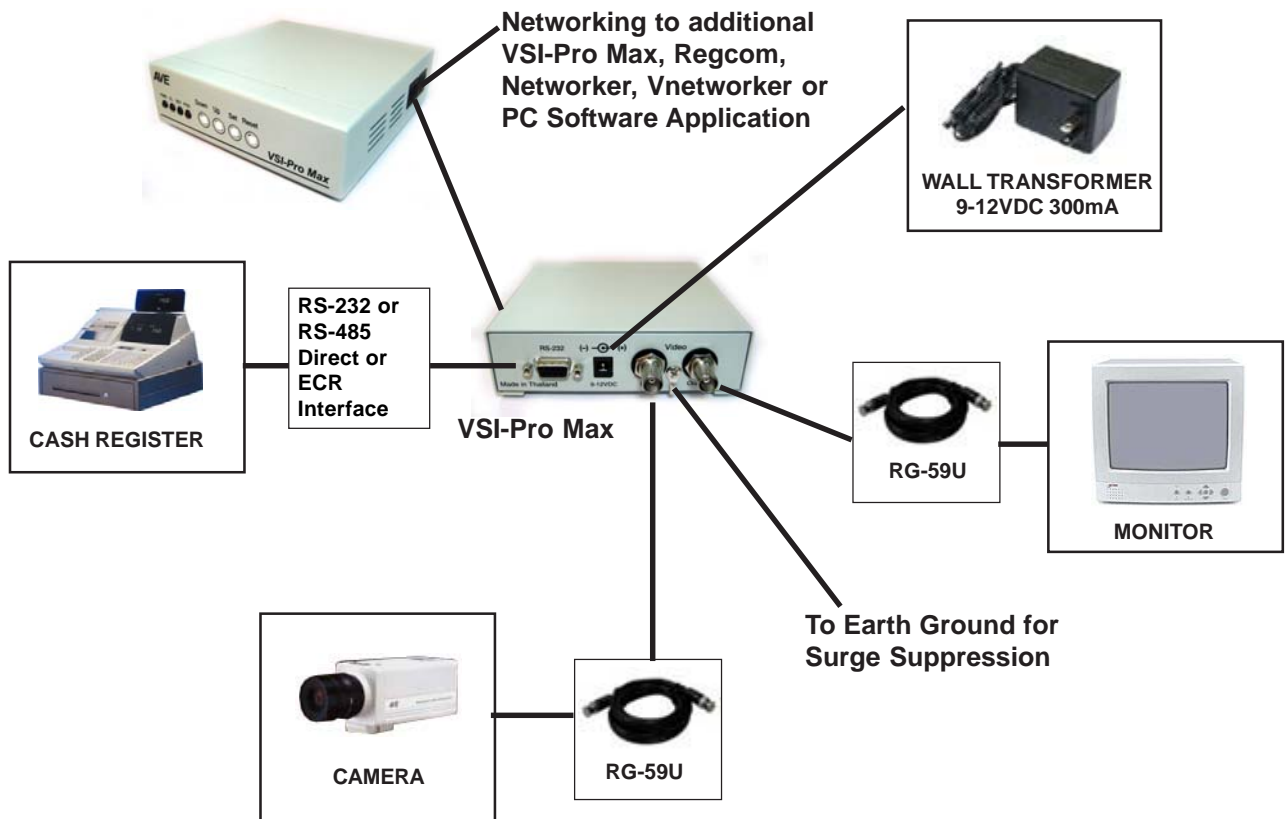 Networking to additional
VSI-Pro Max, Regcom,
Networker, Vnetworker or
PC Software Application
AVE
Down Up Set Reset
VSI-Pro Max
WALL TRANSFORMER
9-12VDC 300mA
CASH REGISTER
RS-232 or
RS-485
Direct or
ECR
Interface
RS-232
(-) (+)
Video
Made in Thailand
9-12VDC
VSI-Pro Max
RG-59U
MONITOR
To Earth Ground for
Surge Suppression
CAMERA
RG-59U